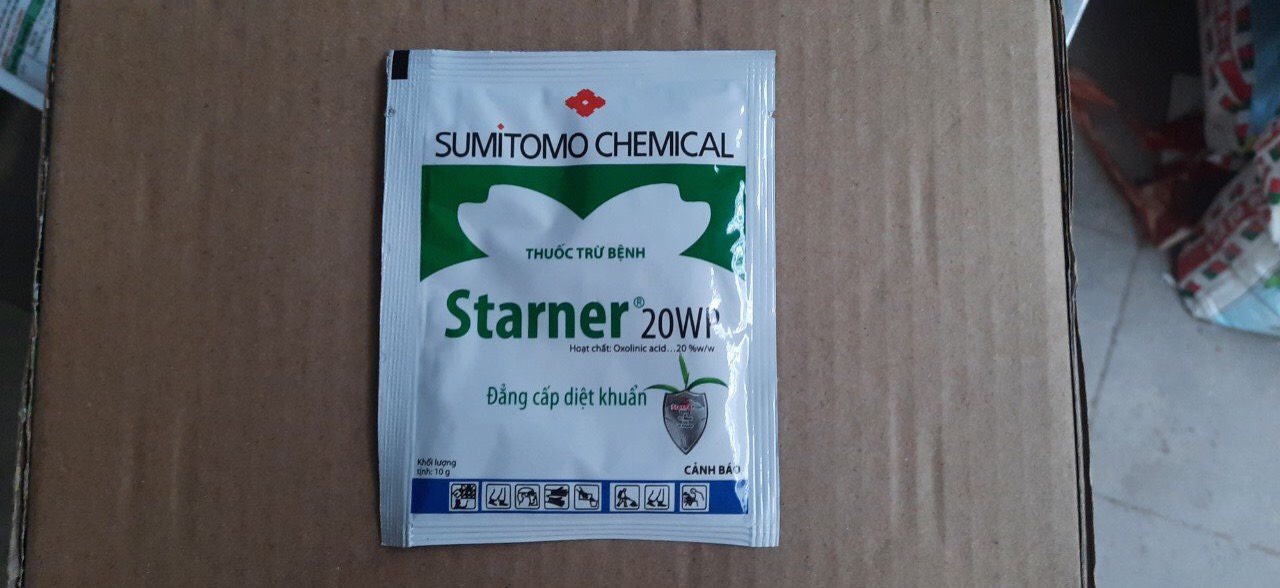 SUMITOMO CHEMICAL
THUỐC TRỪ BỆNH
Starner® 20WP
Hoạt chất: Oxolinic acid...20 %w/w
Đẳng cấp diệt khuẩn
Khối lượng
tịnh: 10 g
CẢNH BÁO